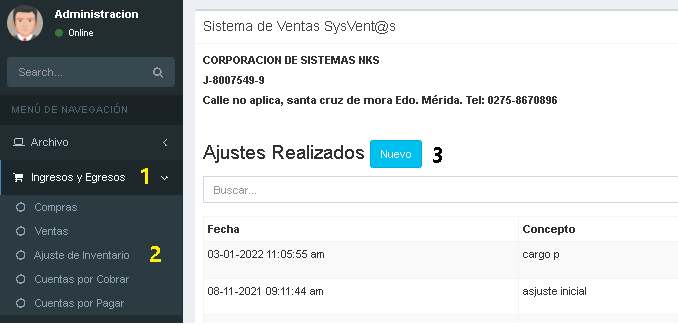 Administracion
Online
Search...
MENÚ DE NAVEGACIÓN
Archivo
Ingresos y Egresos 1
Compras
Ventas
Ajuste de Inventario 2
Cuentas por Cobrar
Cuentas por Pagar
Sistema de Ventas SysVent@s
CORPORACION DE SISTEMAS NKS
J-8007549-9
Calle no aplica, santa cruz de mora Edo. Mérida. Tel: 0275-8670896
Ajustes Realizados Nuevo 3
Buscar...
Fecha Concepto
03-01-2022 11:05:55 am cargo p
08-11-2021 09:11:44 am asjuste inicial